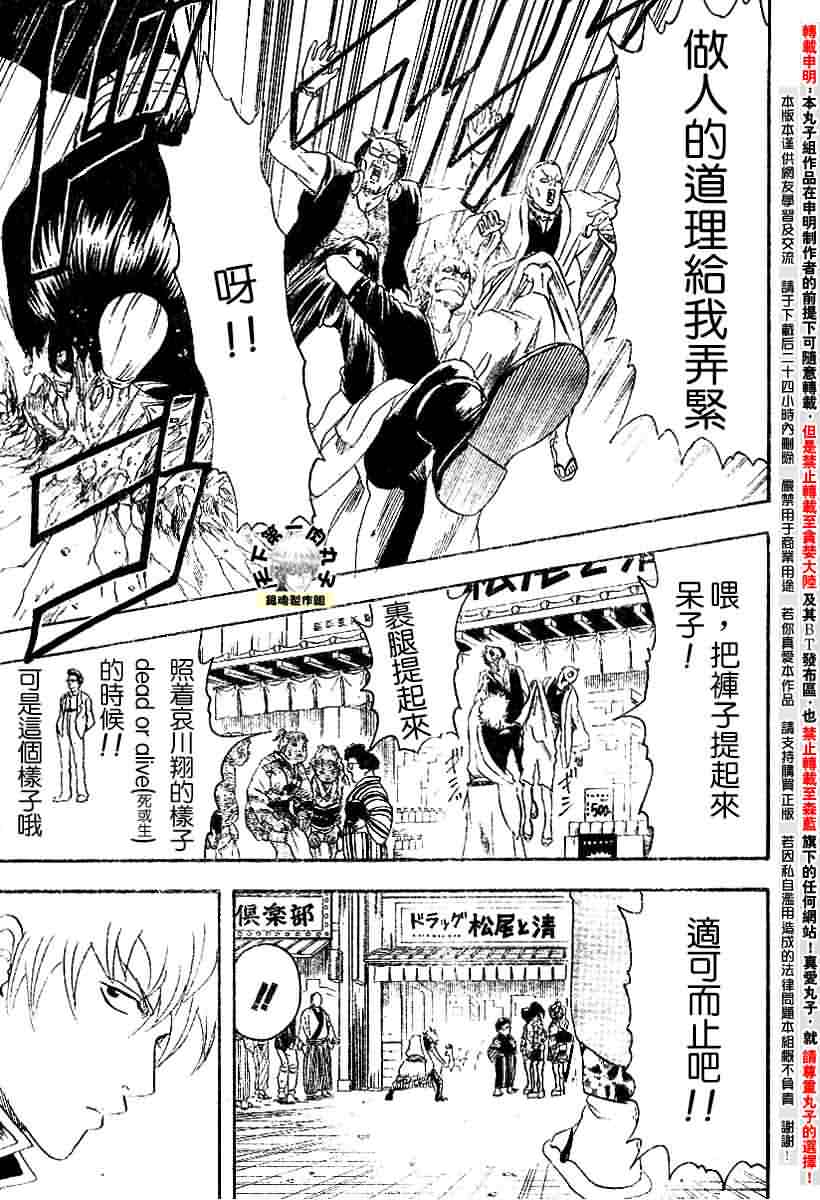 做人的道理給我弄緊
呀!!
喂，把褲子提起來
呆子！
裏腿提起來
照着哀川翔的樣子
dead or alive(死或生)
的時候!!
可是這個樣子哦
500
適可而止吧!!
ドラッグ 松尾と清
倶楽部
!!
天下第一肉丸子
銀魂製作組
轉載申明：本丸子組作品在申明制作者的前提下可隨意轉載．但是禁止轉載至貪婪大陸及其BT發布區．也禁止轉載至森藍旗下的任何網站！真愛丸子．就請尊重丸子的選擇！
本版本僅供網友學習及交流 請于下載后二十四小時內刪除 嚴禁用于商業用途 若你真愛本作品 請支持購買正版 若因私自濫用造成的法律問題本組概不負責 謝謝！